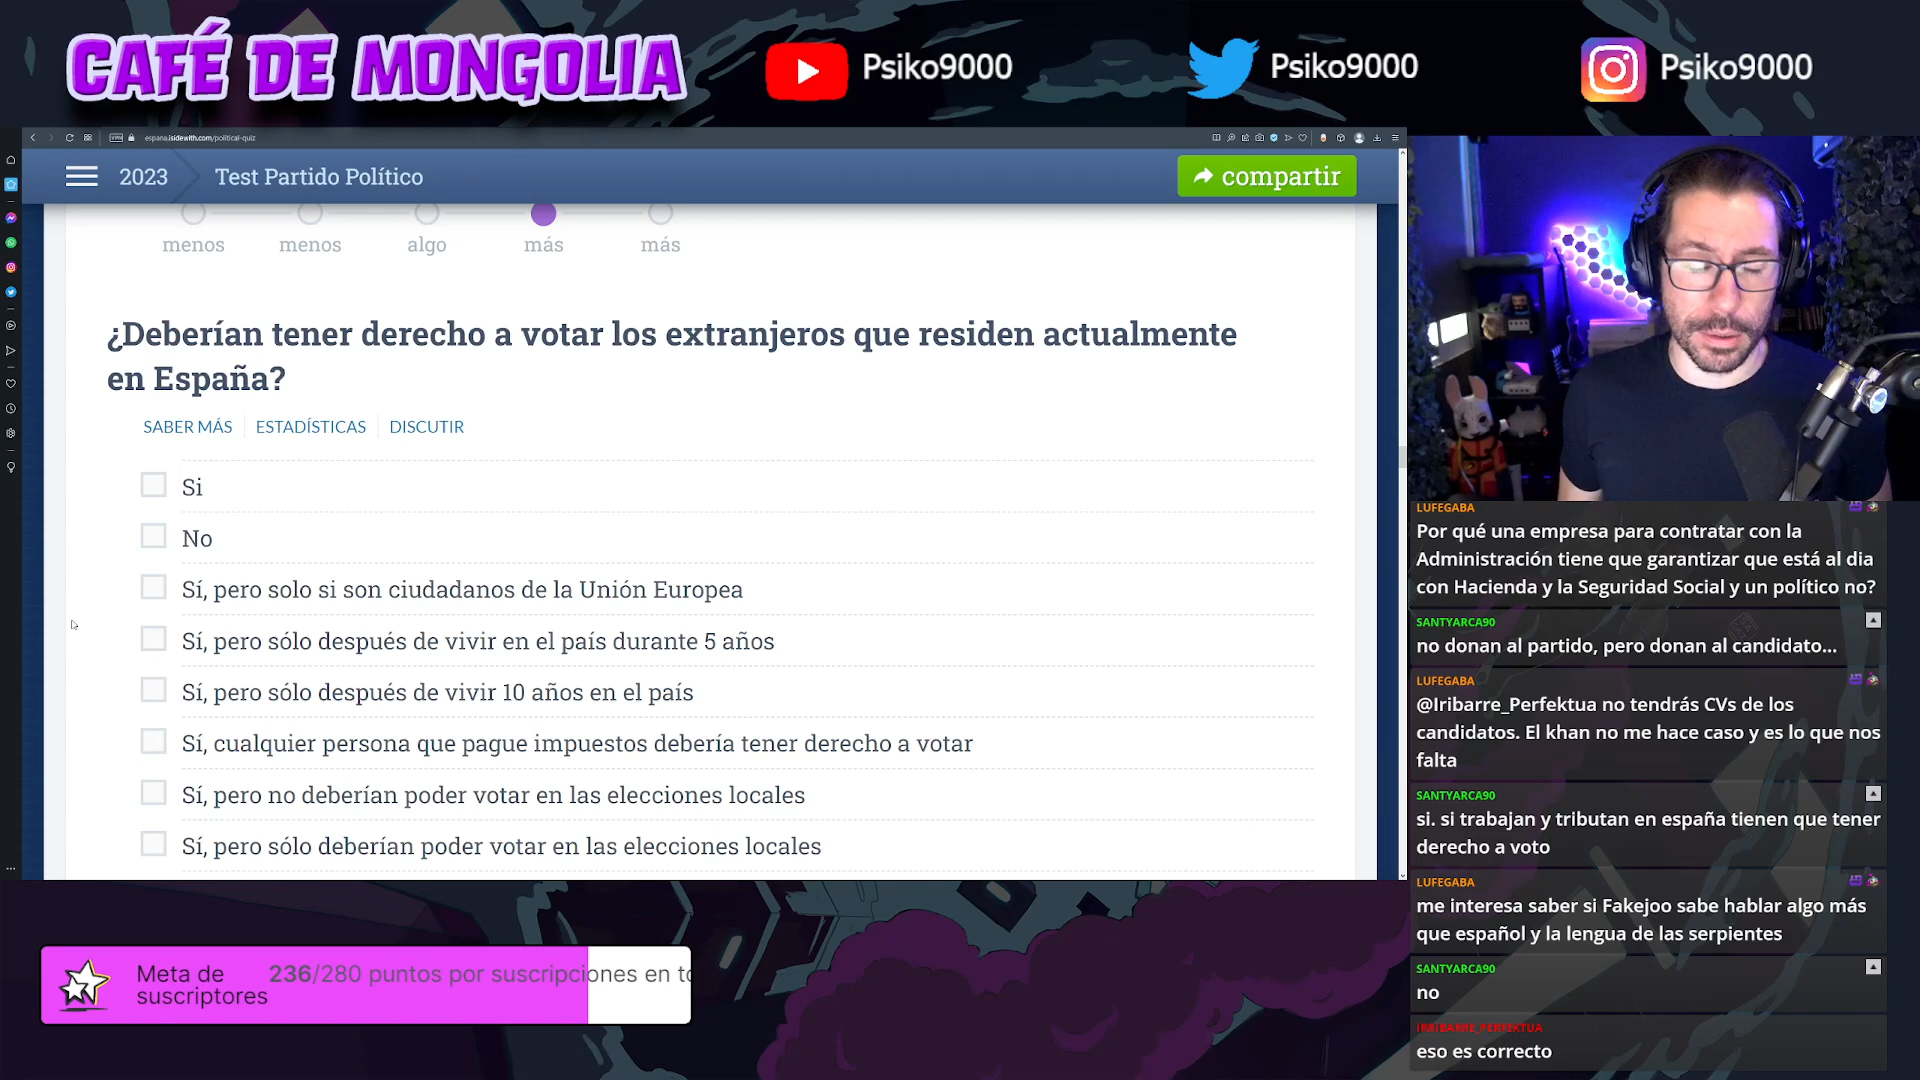 CAFÉ DE MONGOLIA
Psiko9000
Psiko9000
Psiko9000
VPN
espana.isidewith.com/political-quiz
2023
Test Partido Político
compartir
menos
menos
algo
más
más
¿Deberían tener derecho a votar los extranjeros que residen actualmente
en España?
SABER MÁS
ESTADÍSTICAS
DISCUTIR
Si
No
Sí, pero solo si son ciudadanos de la Unión Europea
Sí, pero sólo después de vivir en el país durante 5 años
Sí, pero sólo después de vivir 10 años en el país
Sí, cualquier persona que pague impuestos debería tener derecho a votar
Sí, pero no deberían poder votar en las elecciones locales
Sí, pero sólo deberían poder votar en las elecciones locales
LUFEGABA
Por qué una empresa para contratar con la
Administración tiene que garantizar que está al dia
con Hacienda y la Seguridad Social y un político no?
SANTYARCA90
no donan al partido, pero donan al candidato...
LUFEGABA
@Iribarre_Perfektua no tendrás CVs de los
candidatos. El khan no me hace caso y es lo que nos
falta
SANTYARCA90
si. si trabajan y tributan en españa tienen que tener
derecho a voto
LUFEGABA
me interesa saber si Fakejoo sabe hablar algo más
que español y la lengua de las serpientes
SANTYARCA90
no
IRRIBARRE_PERFEKTUA
eso es correcto
Meta de
suscriptores
236/280 puntos por suscripciones en to